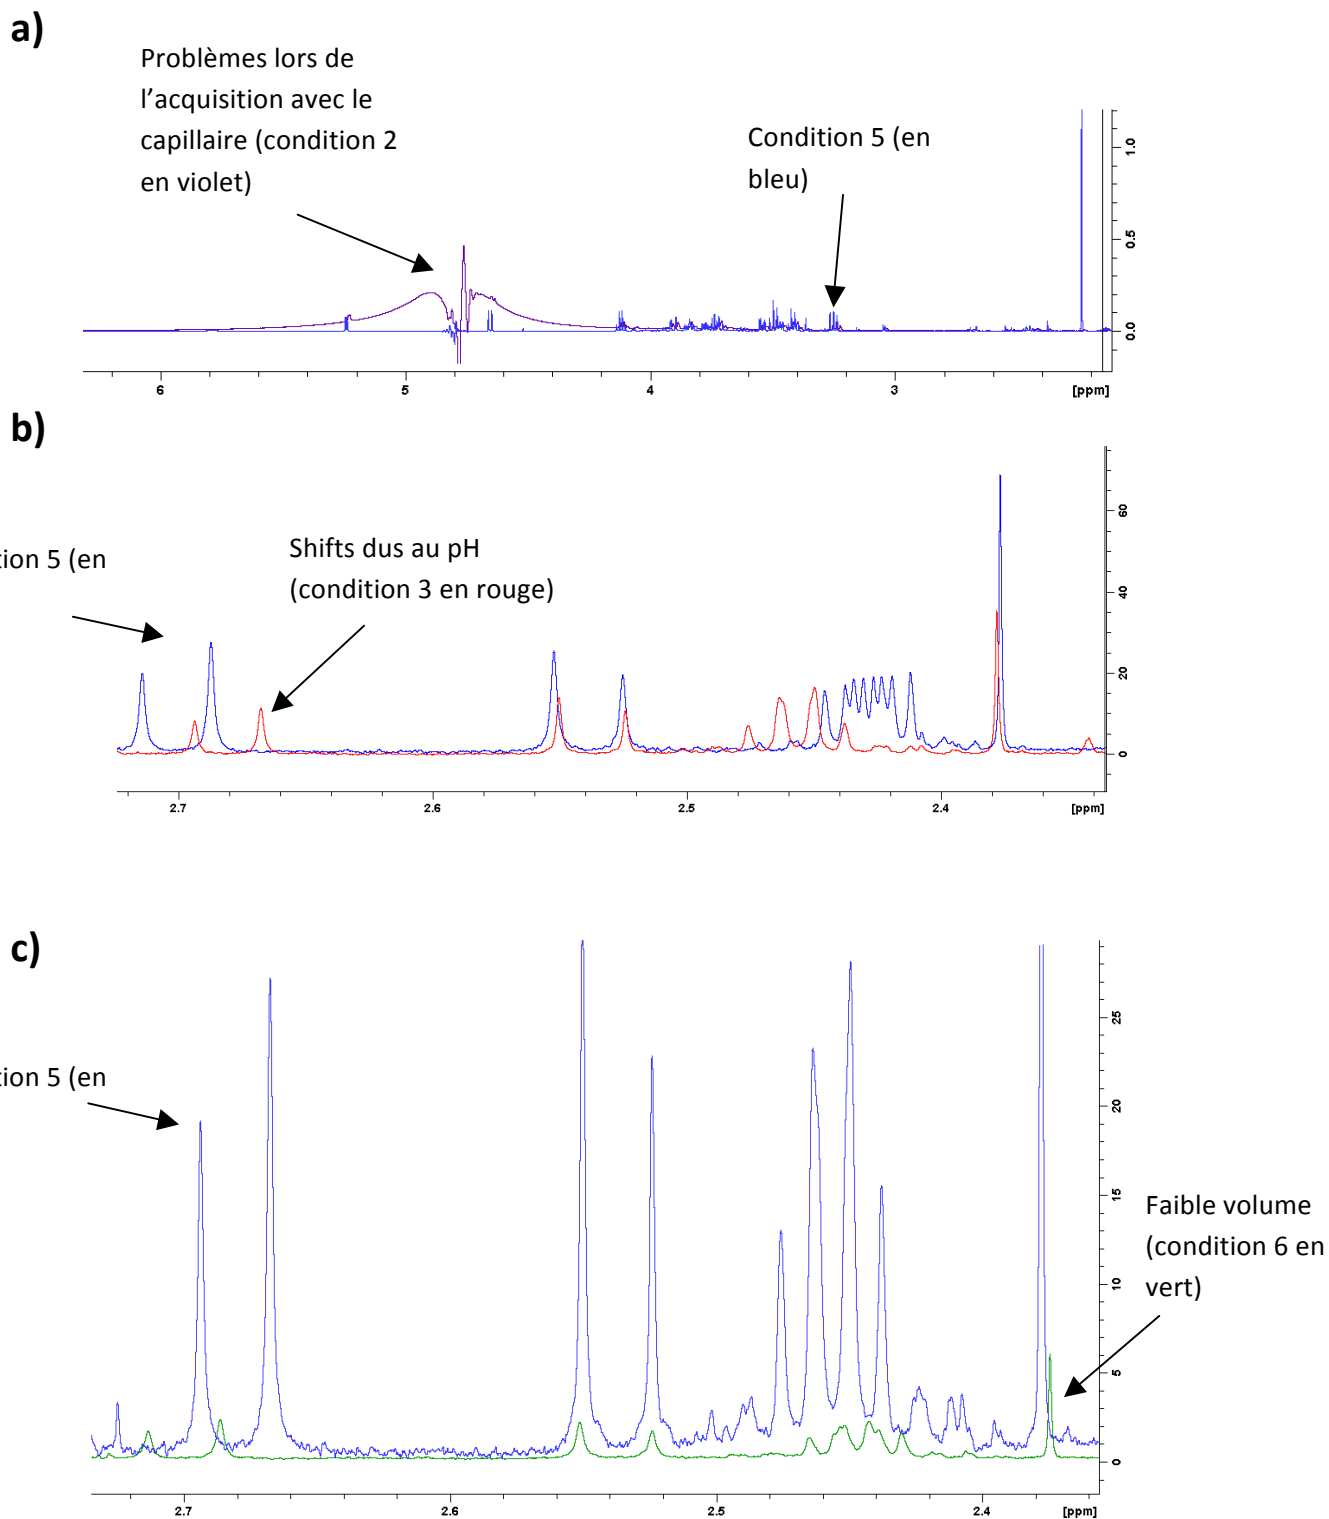 a)
Problèmes lors de
l'acquisition avec le
capillaire (condition 2
en violet)
Condition 5 (en
bleu)
1.0
0.5
0.0
6 5 4 3 [ppm]
b)
tion 5 (en
Shifts dus au pH
(condition 3 en rouge)
60
40
20
0
2.7 2.6 2.5 2.4 [ppm]
c)
tion 5 (en
25
20
15
10
5
0
Faible volume
(condition 6 en
vert)
2.7 2.6 2.5 2.4 [ppm]